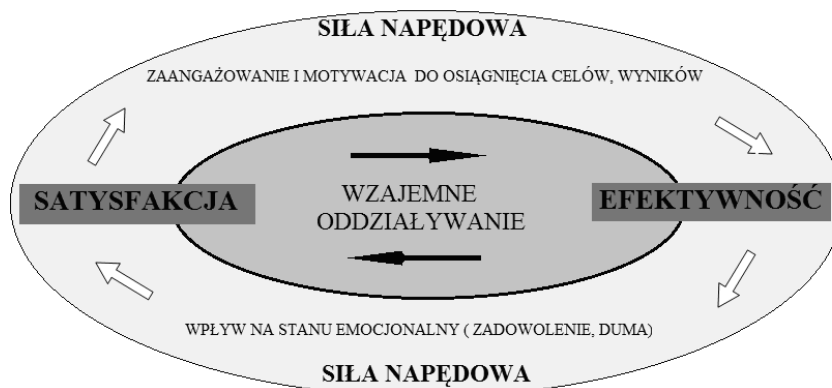 SIŁA NAPĘDOWA
ZAANGAŻOWANIE I MOTYWACJA DO OSIĄGNIĘCIA CELÓW, WYNIKÓW
SATYSFAKCJA
WZAJEMNE
ODDZIAŁYWANIE
EFEKTYWNOŚĆ
WPŁYW NA STANU EMOCJONALNY ( ZADOWOLENIE, DUMA)
SIŁA NAPĘDOWA